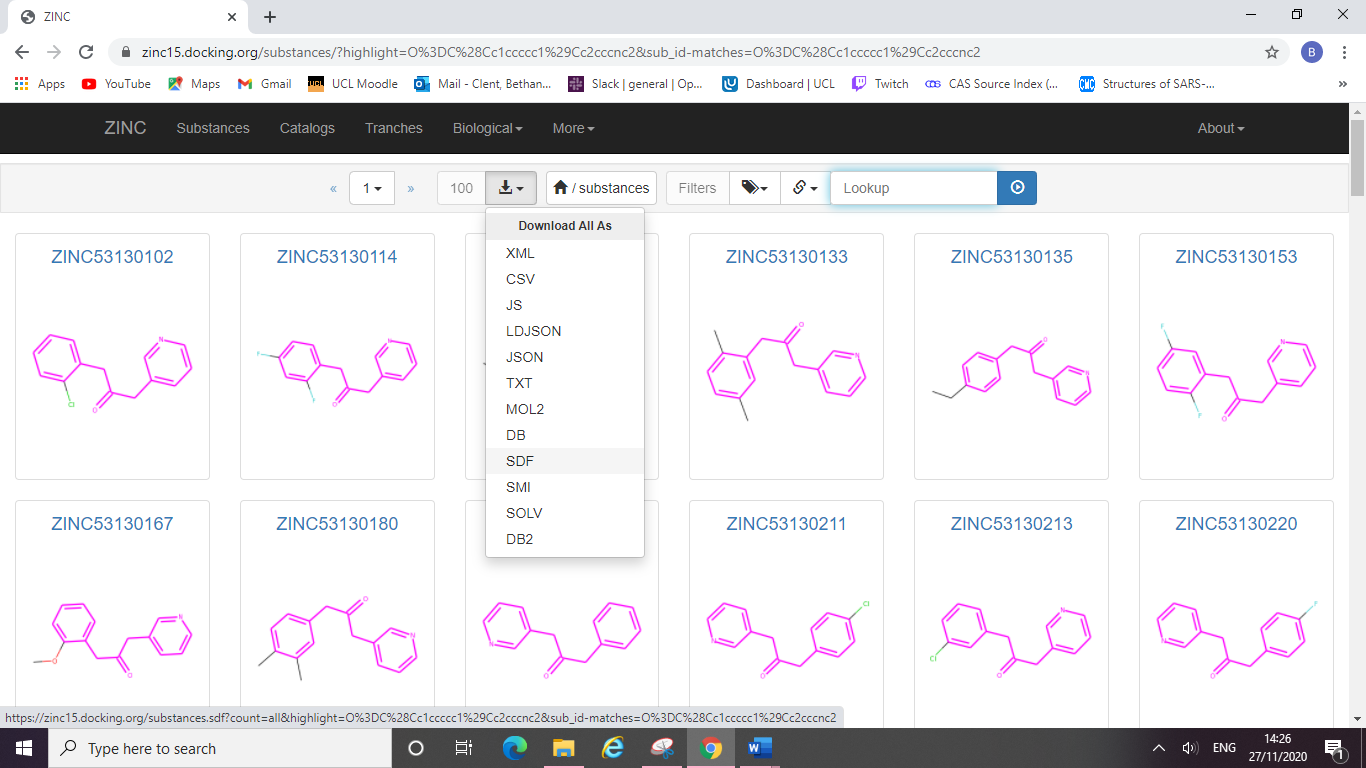 ZINC
zinc15.docking.org/substances/?highlight=O%3DC%28Cc1ccccc1%29Cc2cccnc2&sub_id-matches=O%3DC%28Cc1ccccc1%29Cc2cccnc2
B
Apps YouTube Maps Gmail UCL Moodle Mail - Clent, Bethan... Slack | general | Op... Dashboard | UCL Twitch CAS Source Index (... Structures of SARS-... »
ZINC Substances Catalogs Tranches Biological More About
« 1 » 100 / substances Filters Lookup
Download All As
XML
CSV
JS
LDJSON
JSON
TXT
MOL2
DB
SDF
SMI
SOLV
DB2
ZINC53130102 ZINC53130114 ZINC53130133 ZINC53130135 ZINC53130153
ZINC53130167 ZINC53130180 ZINC53130211 ZINC53130213 ZINC53130220
https://zinc15.docking.org/substances.sdf?count=all&highlight=O%3DC%28Cc1ccccc1%29Cc2cccnc2&sub_id-matches=O%3DC%28Cc1ccccc1%29Cc2cccnc2
Type here to search
ENG
14:26
27/11/2020
1